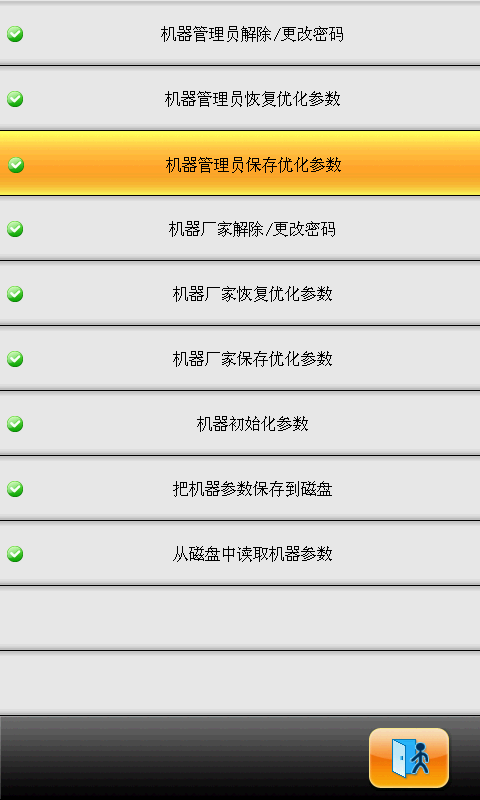 机器管理员解除/更改密码
机器管理员恢复优化参数
机器管理员保存优化参数
机器厂家解除/更改密码
机器厂家恢复优化参数
机器厂家保存优化参数
机器初始化参数
把机器参数保存到磁盘
从磁盘中读取机器参数